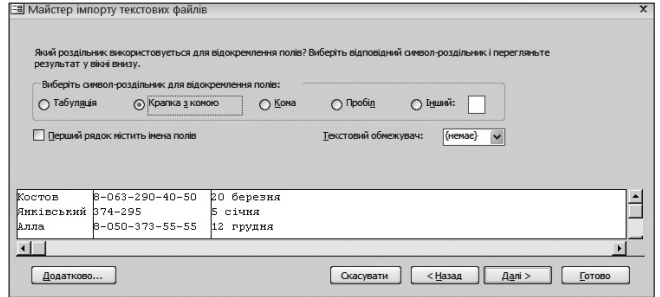 Майстер імпорту текстових файлів
Який роздільник використовується для відокремлення полів? Виберіть відповідний символ-роздільник і перегляньте
результат у вікні внизу.
Виберіть символ-роздільник для відокремлення полів:
Табуляція Крапка з комою Кома Пробіл Інший:
Перший рядок містить імена полів Текстовий обмежувач: {немає}
Костов 8-063-290-40-50 20 березня
Янківський 374-295 5 січня
Алла 8-050-373-55-55 12 грудня
Додатково... Скасувати < Назад Далі > Готово